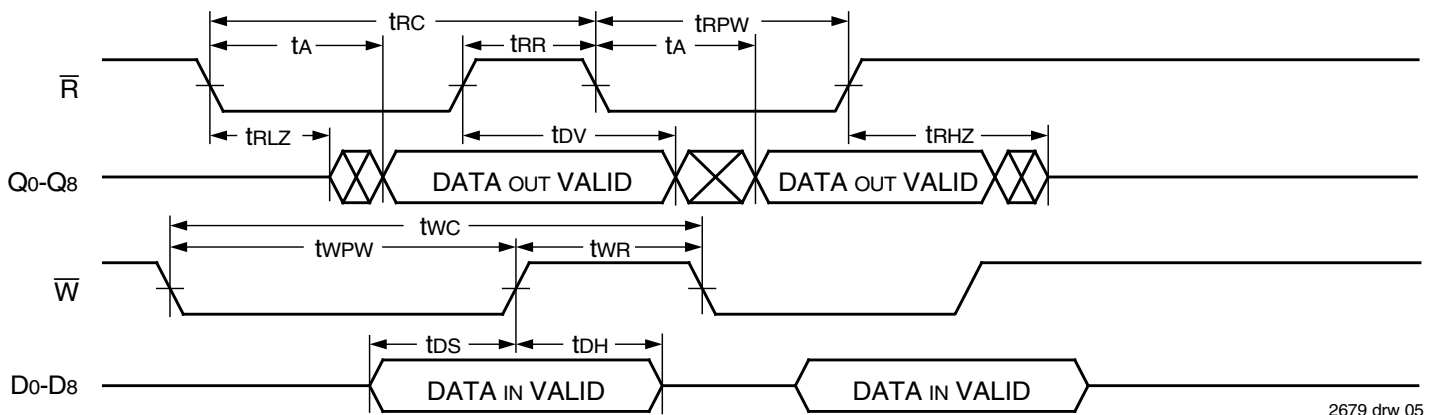 tRC tRPW
tA tRR tA
R̅
tRLZ tDV tRHZ
Q0-Q8 DATA OUT VALID DATA OUT VALID
tWC
tWPW tWR
W̅
tDS tDH
D0-D8 DATA IN VALID DATA IN VALID
2679 drw 05